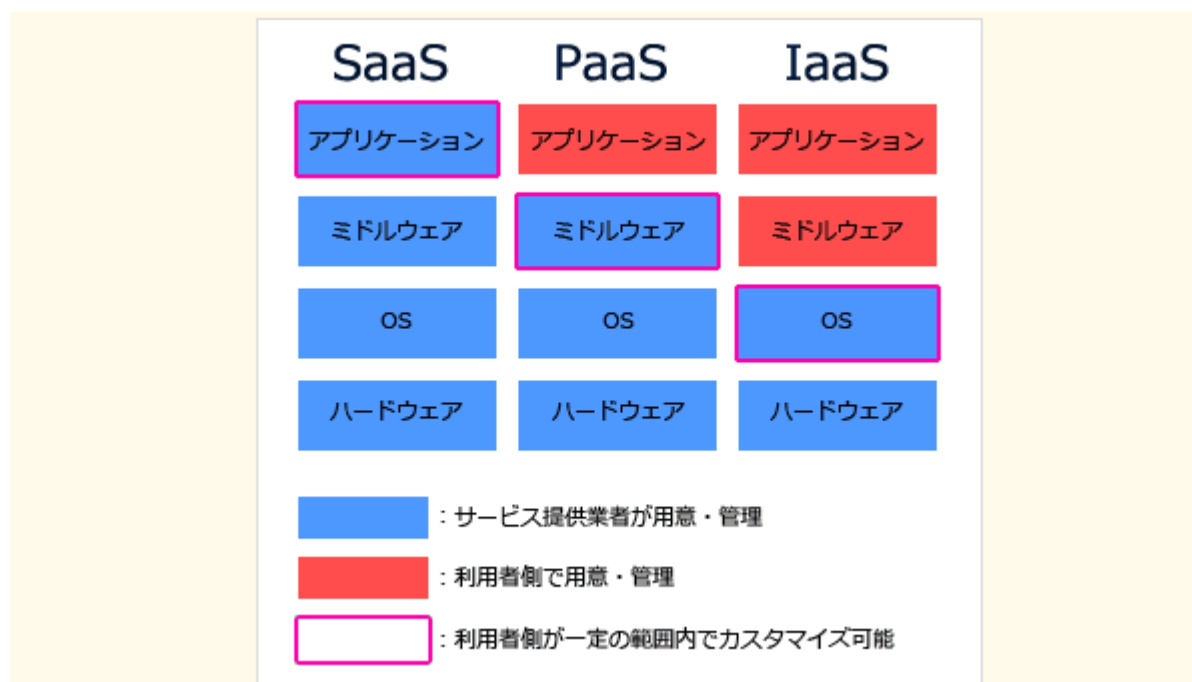 SaaS PaaS IaaS
アプリケーション アプリケーション アプリケーション
ミドルウェア ミドルウェア ミドルウェア
OS OS OS
ハードウェア ハードウェア ハードウェア
：サービス提供業者が用意・管理
：利用者側で用意・管理
：利用者側が一定の範囲内でカスタマイズ可能